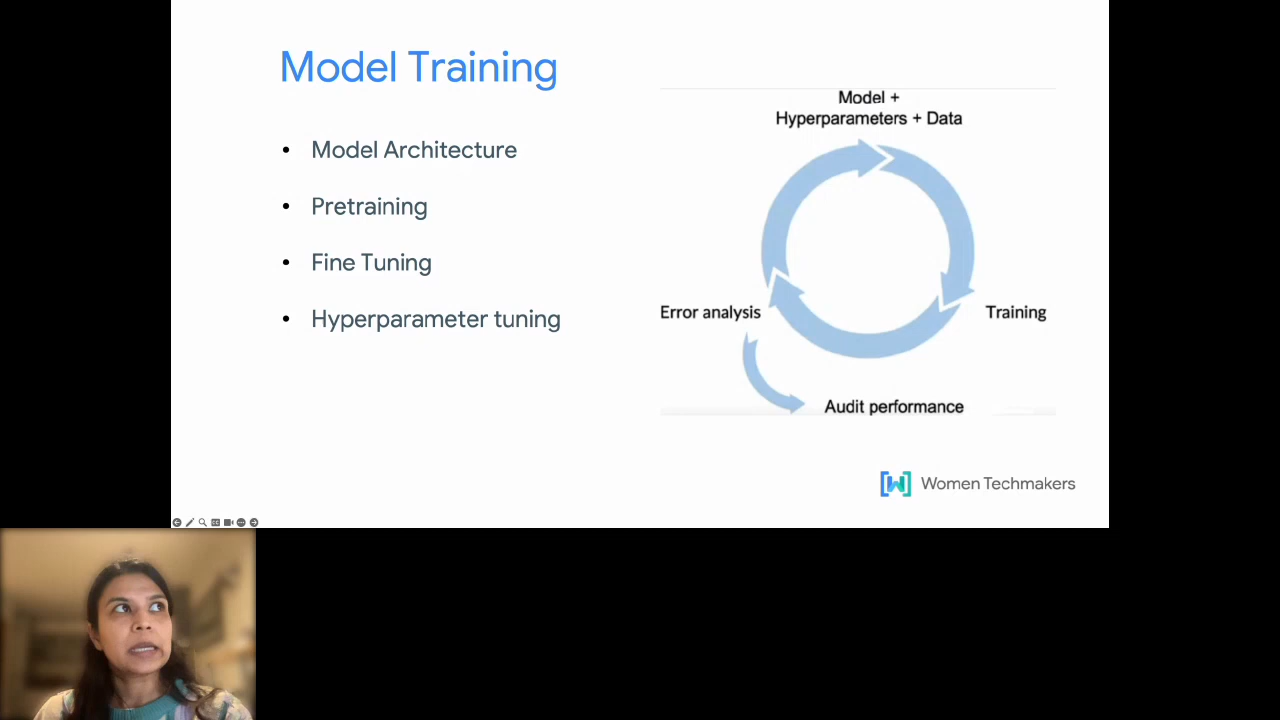 Model Training
Model Architecture
Pretraining
Fine Tuning
Hyperparameter tuning
Model +
Hyperparameters + Data
Error analysis
Training
Audit performance
Women Techmakers